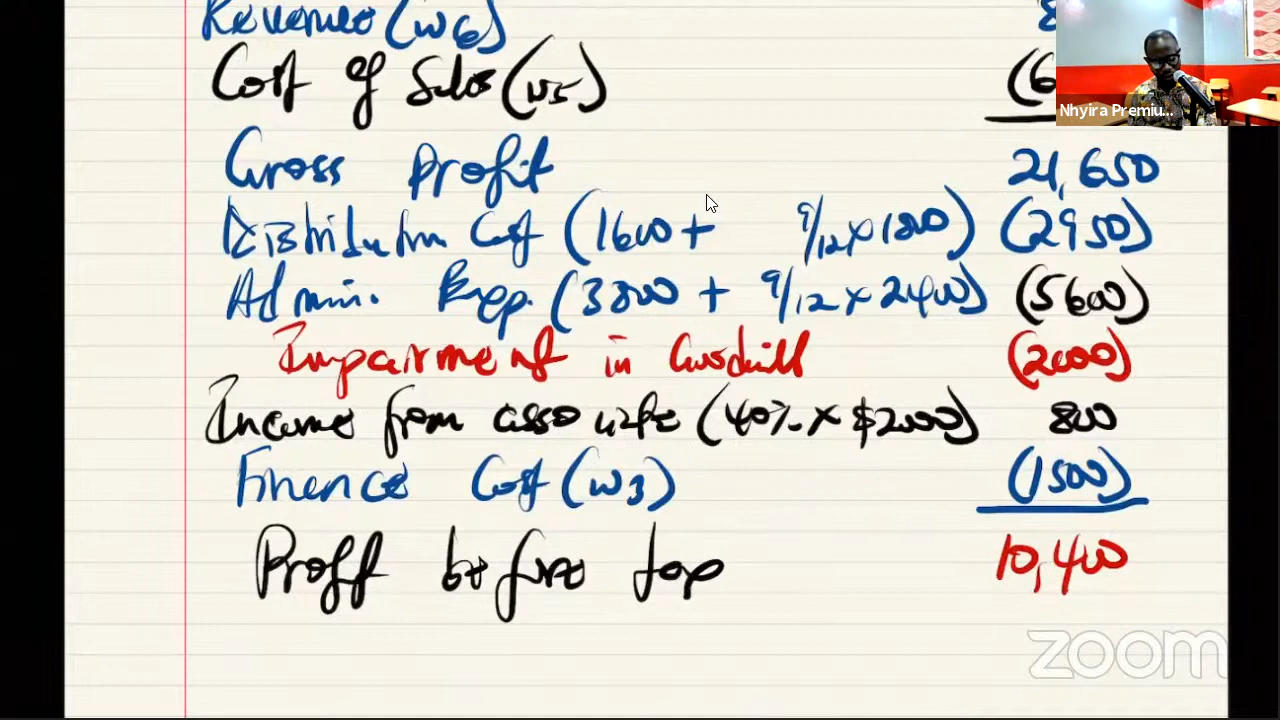 Revenue (W6) 8
Cost of Sales (W5) (6
Nhyira Premiu...
Gross Profit 21,650
Distribution Cost (1600 + 9/12 x 1800) (2950)
Admin. Exp. (3800 + 9/12 x 2400) (5600)
Impairment in Goodwill (2000)
Income from associate (40% x $2000) 800
Finance Cost (W3) (1500)
Profit before tax 10,400
zoom